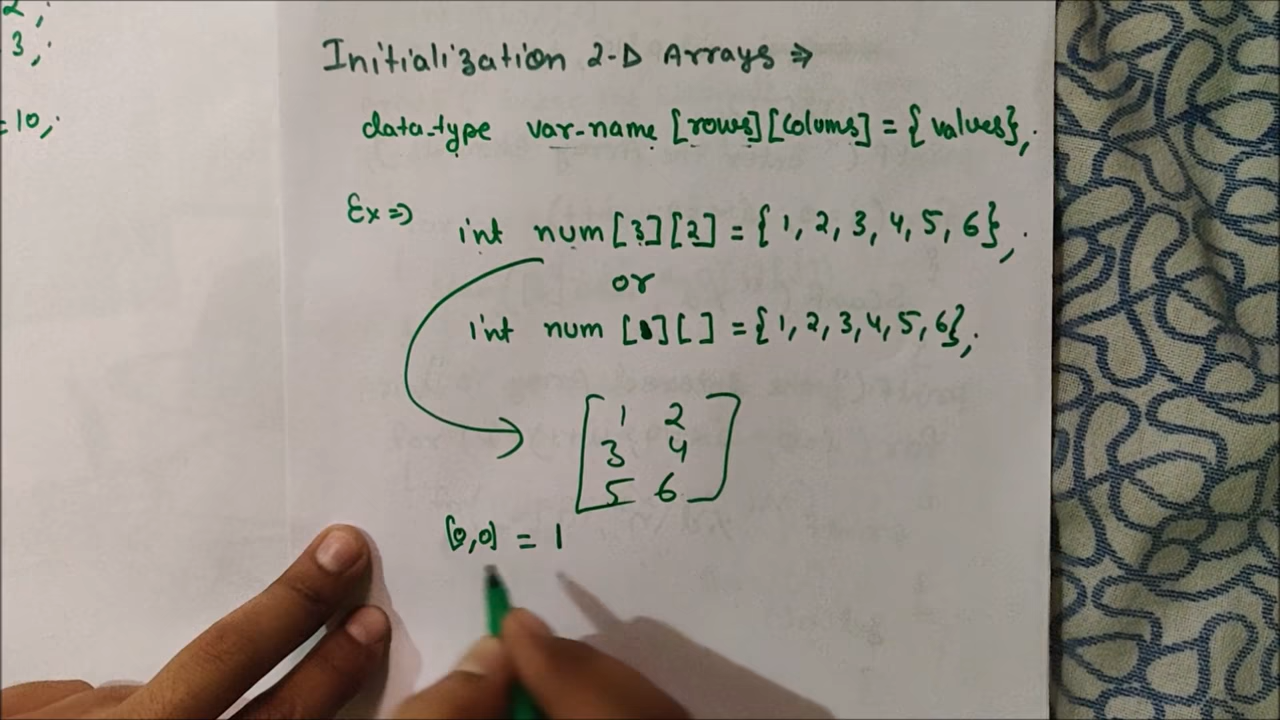 2;
3;
=10;
Initialization 2-D Arrays ⇒
data-type var-name [rows][Colums] = {values};
Ex ⇒ int num[3][2] = {1, 2, 3, 4, 5, 6};
or
int num [][] = {1, 2, 3, 4, 5, 6};
1 2
3 4
5 6
[0,0] = 1